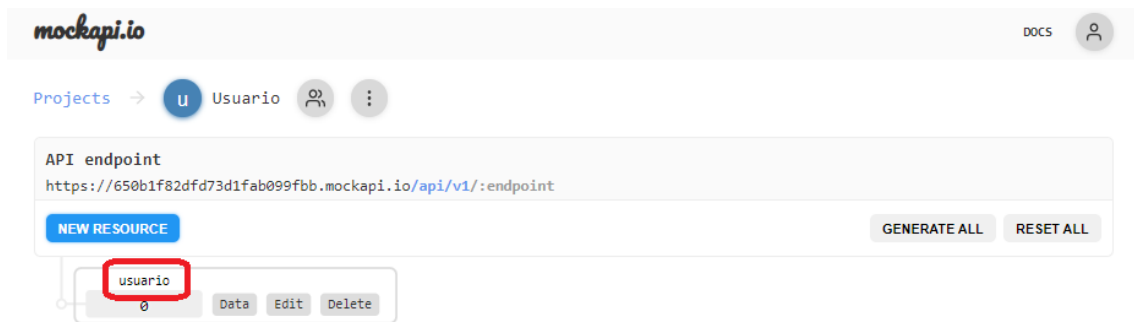 mockapi.io
DOCS
Projects → u Usuario
API endpoint
https://650b1f82dfd73d1fab099fbb.mockapi.io/api/v1/:endpoint
NEW RESOURCE GENERATE ALL RESET ALL
usuario
0 Data Edit Delete